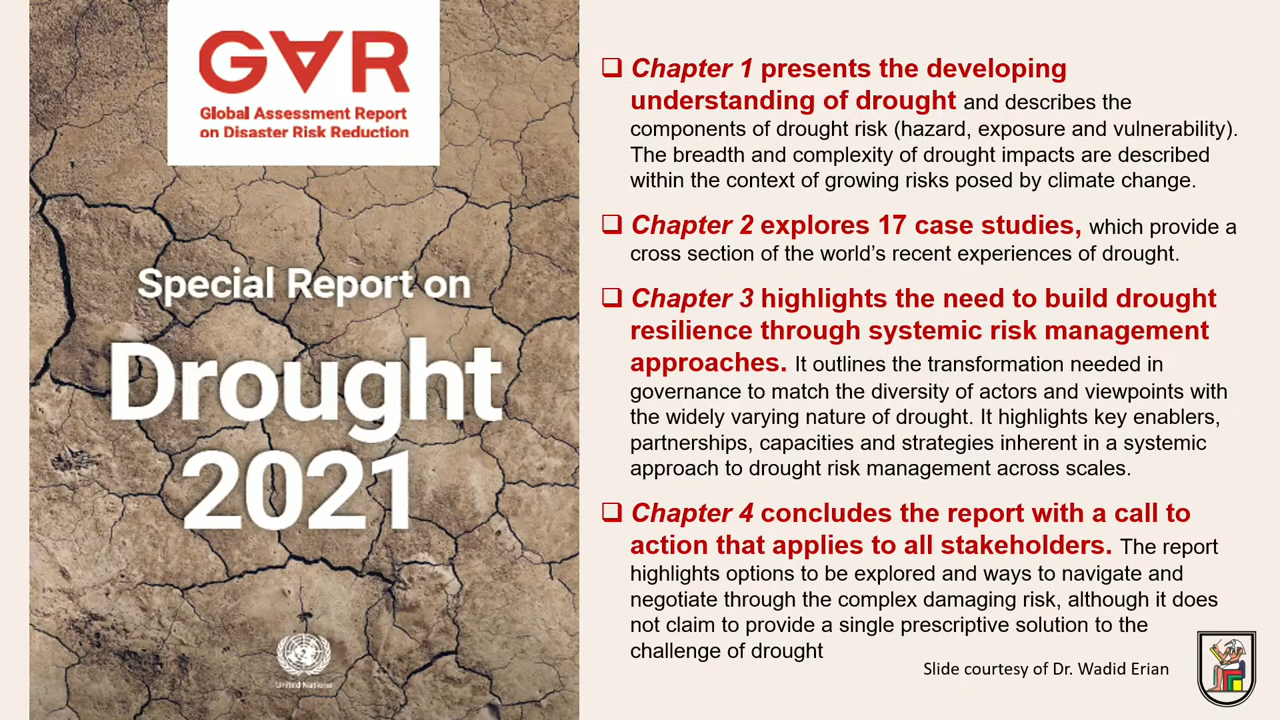 GAR
Global Assessment Report
on Disaster Risk Reduction
Special Report on
Drought
2021
United Nations
❑ Chapter 1 presents the developing
understanding of drought and describes the
components of drought risk (hazard, exposure and vulnerability).
The breadth and complexity of drought impacts are described
within the context of growing risks posed by climate change.
❑ Chapter 2 explores 17 case studies, which provide a
cross section of the world’s recent experiences of drought.
❑ Chapter 3 highlights the need to build drought
resilience through systemic risk management
approaches. It outlines the transformation needed in
governance to match the diversity of actors and viewpoints with
the widely varying nature of drought. It highlights key enablers,
partnerships, capacities and strategies inherent in a systemic
approach to drought risk management across scales.
❑ Chapter 4 concludes the report with a call to
action that applies to all stakeholders. The report
highlights options to be explored and ways to navigate and
negotiate through the complex damaging risk, although it does
not claim to provide a single prescriptive solution to the
challenge of drought
Slide courtesy of Dr. Wadid Erian